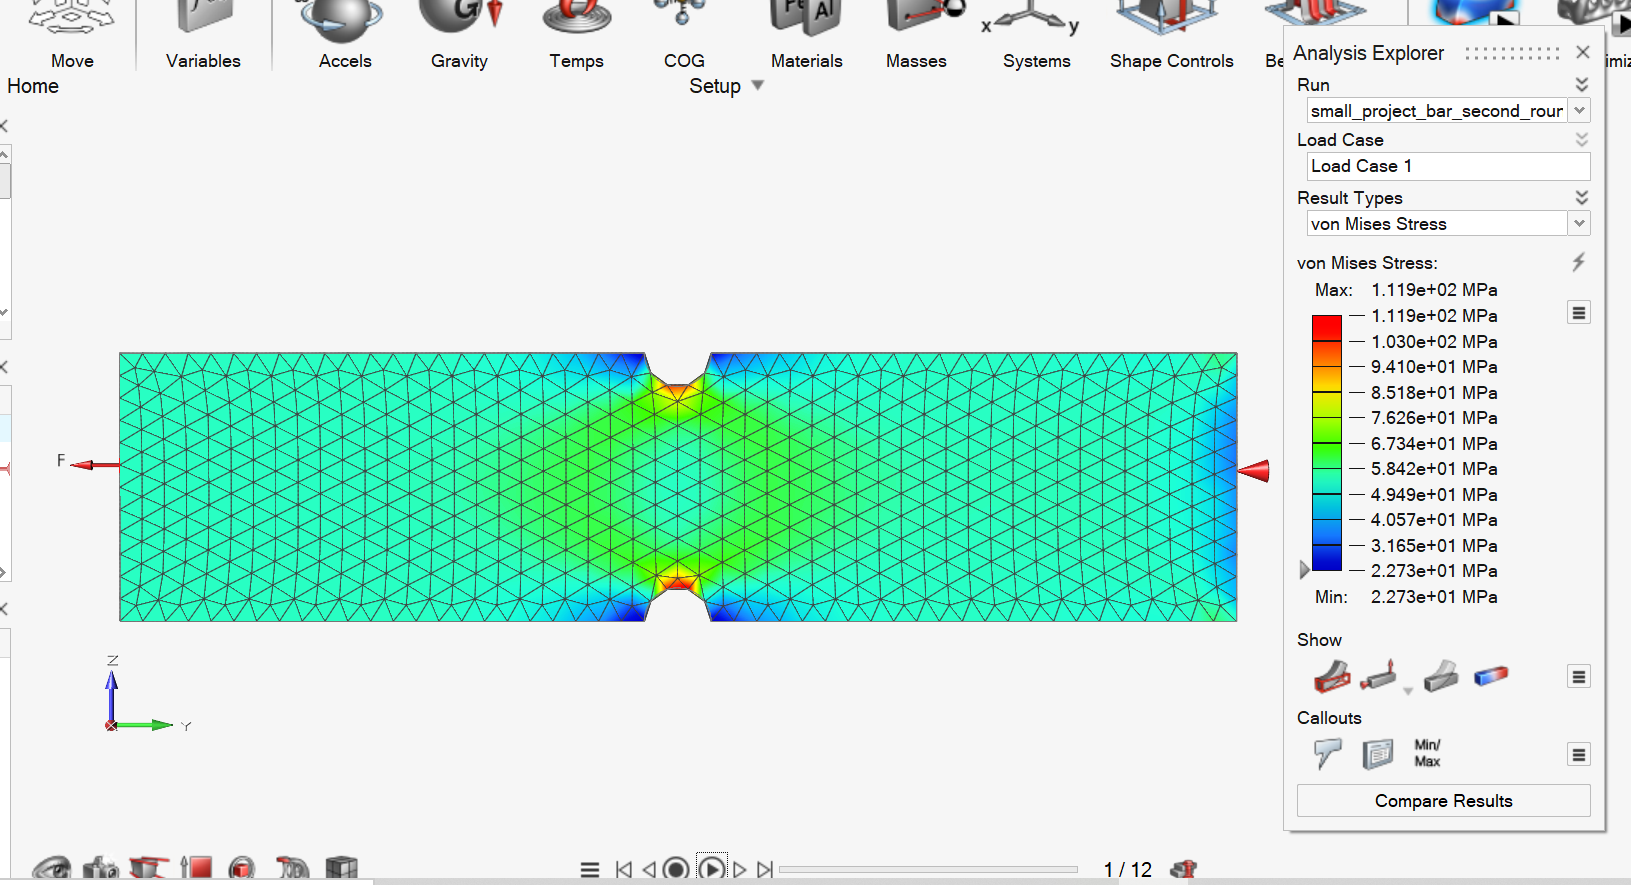 Move
Variables
Accels
Gravity
Temps
COG
Materials
Masses
Systems
Shape Controls
Home
Setup
Analysis Explorer
Run
small_project_bar_second_rour
Load Case
Load Case 1
Result Types
von Mises Stress
von Mises Stress:
Max: 1.119e+02 MPa
1.119e+02 MPa
1.030e+02 MPa
9.410e+01 MPa
8.518e+01 MPa
7.626e+01 MPa
6.734e+01 MPa
5.842e+01 MPa
4.949e+01 MPa
4.057e+01 MPa
3.165e+01 MPa
2.273e+01 MPa
Min: 2.273e+01 MPa
Show
Callouts
Min/
Max
Compare Results
F
x
y
G
Al
Z
Y
1 / 12